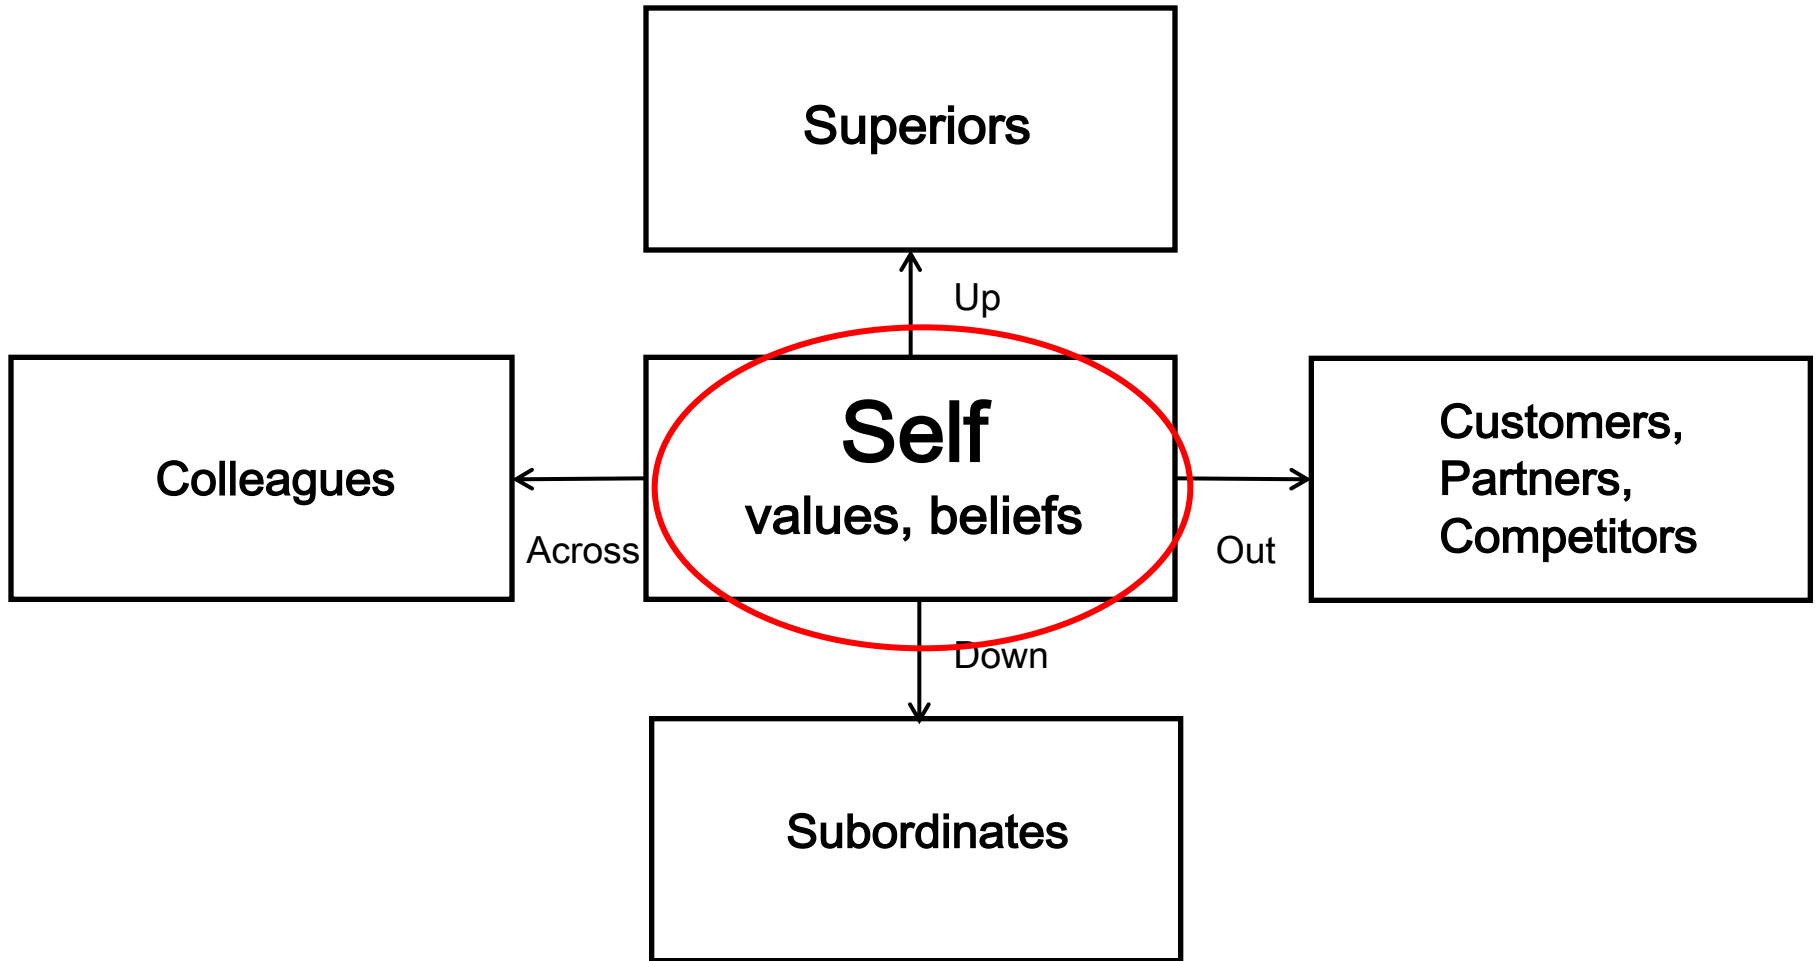 Superiors
Up
Colleagues
Across
Self
values, beliefs
Out
Customers,
Partners,
Competitors
Down
Subordinates